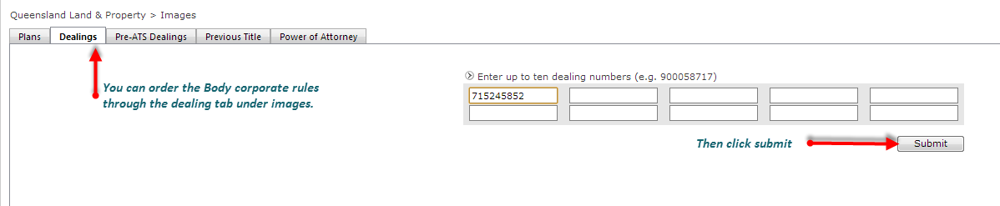 Queensland Land & Property > Images
Plans Dealings Pre-ATS Dealings Previous Title Power of Attorney
You can order the Body corporate rules
through the dealing tab under images.
Enter up to ten dealing numbers (e.g. 900058717)
715245852
Then click submit
Submit